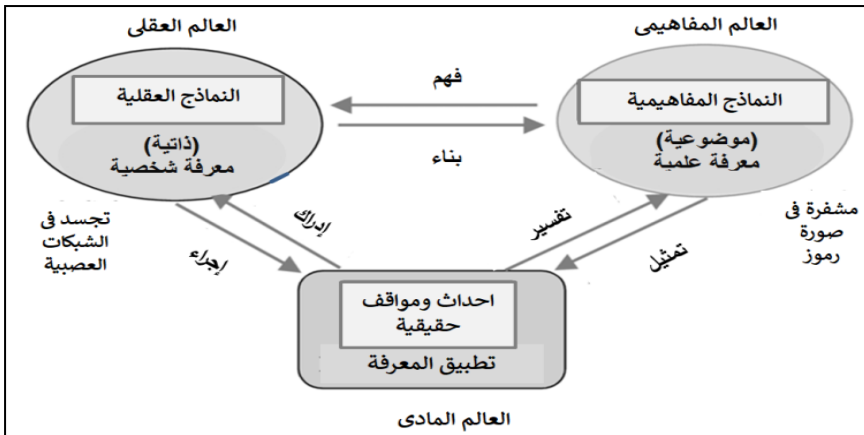 العالم المفاهيمى
العالم العقلى
النماذج المفاهيمية
(موضوعية)
معرفة علمية
فهم
بناء
النماذج العقلية
(ذاتية)
معرفة شخصية
مشفرة فى
صورة
رموز
تفسير
تمثيل
إدراك
إجراء
تجسد فى
الشبكات
العصبية
احداث ومواقف
حقيقية
تطبيق المعرفة
العالم المادى